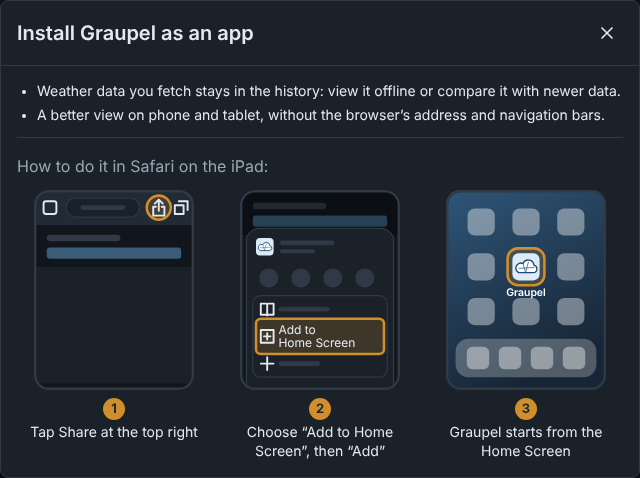 Install Graupel as an app
• Weather data you fetch stays in the history: view it offline or compare it with newer data.
• A better view on phone and tablet, without the browser’s address and navigation bars.
How to do it in Safari on the iPad:
Add to
Home Screen
Graupel
1
Tap Share at the top right
2
Choose “Add to Home
Screen”, then “Add”
3
Graupel starts from the
Home Screen